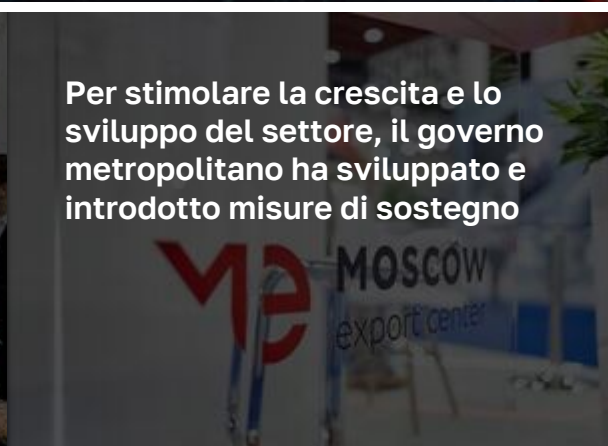 Per stimolare la crescita e lo
sviluppo del settore, il governo
metropolitano ha sviluppato e
introdotto misure di sostegno
MOSCOW
export center